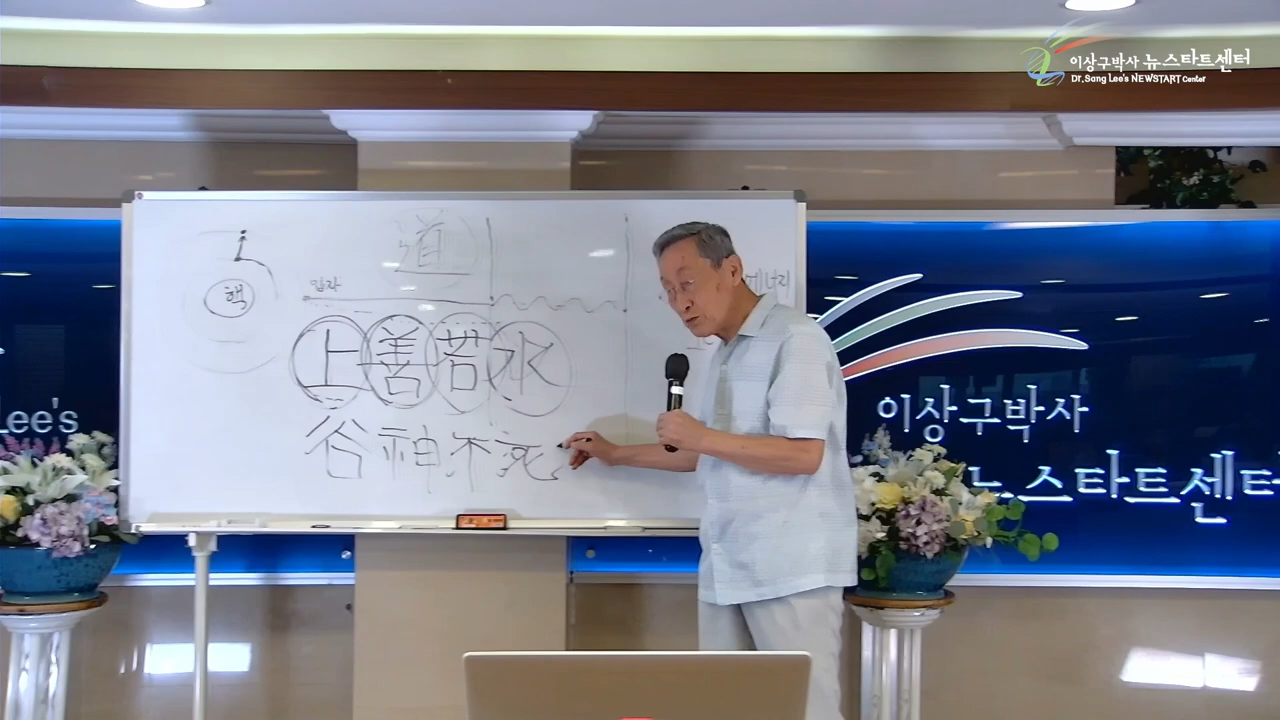 이상구박사 뉴스타트센터
Dr. Sang Lee's NEWSTART Center
道
핵
입자
에너지
上善若水
谷神不死
Lee's
이상구박사
뉴스타트센터